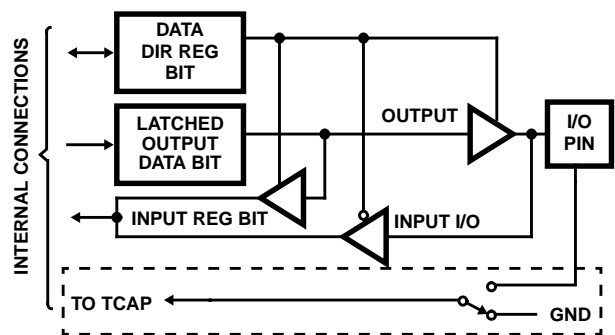 INTERNAL CONNECTIONS
DATA
DIR REG
BIT
LATCHED
OUTPUT
DATA BIT
OUTPUT
I/O
PIN
INPUT REG BIT
INPUT I/O
TO TCAP
GND